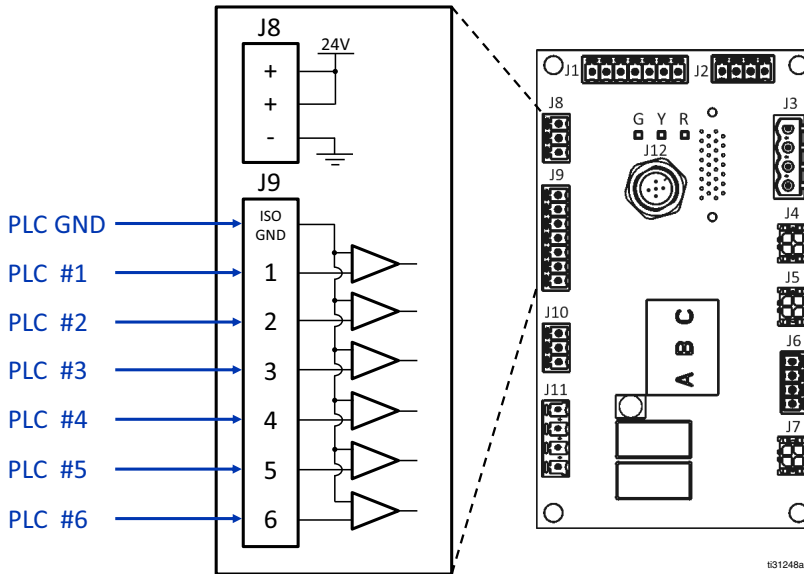 J8
24V
+
+
-
J9
ISO
GND
1
2
3
4
5
6
PLC GND
PLC #1
PLC #2
PLC #3
PLC #4
PLC #5
PLC #6
J1
J2
J8
G Y R
J3
J12
J9
J4
J5
J10
J6
A B C
J11
J7
ti31248a